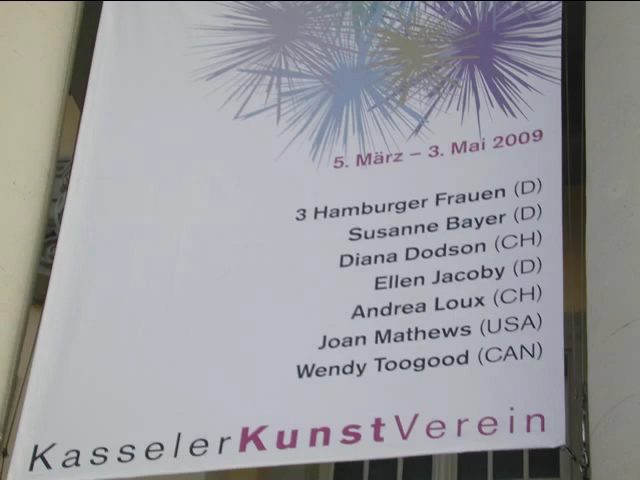 5. März – 3. Mai 2009
3 Hamburger Frauen (D)
Susanne Bayer (D)
Diana Dodson (CH)
Ellen Jacoby (D)
Andrea Loux (CH)
Joan Mathews (USA)
Wendy Toogood (CAN)
KasselerKunstVerein